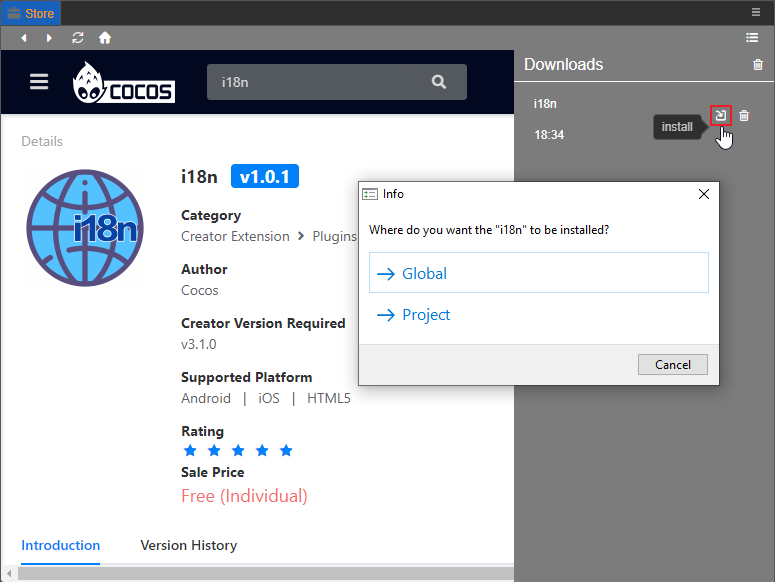 Store
COCOS
i18n
Downloads
i18n
18:34
install
Details
i18n
i18n v1.0.1
Category
Creator Extension > Plugins
Author
Cocos
Creator Version Required
v3.1.0
Supported Platform
Android | iOS | HTML5
Rating
Sale Price
Free (Individual)
Introduction
Version History
Info
Where do you want the "i18n" to be installed?
Global
Project
Cancel